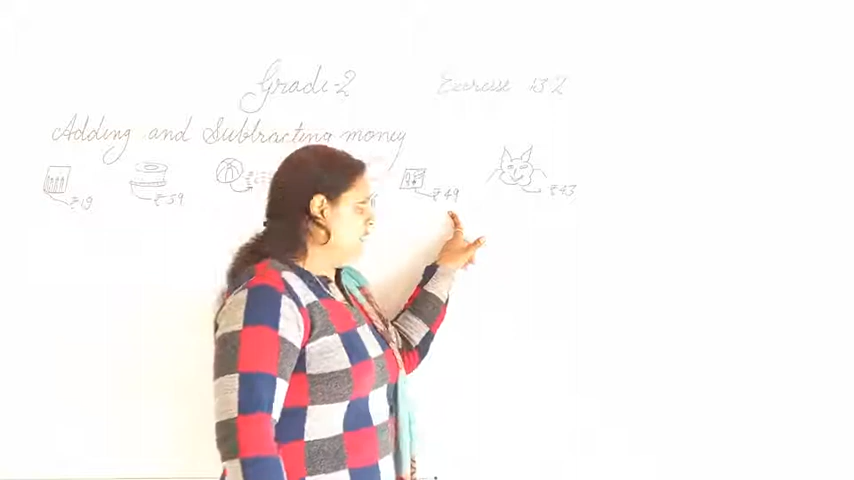 Grade-2
Exercise 13.2
Adding and Subtracting money
₹19 ₹59 ₹49 ₹43